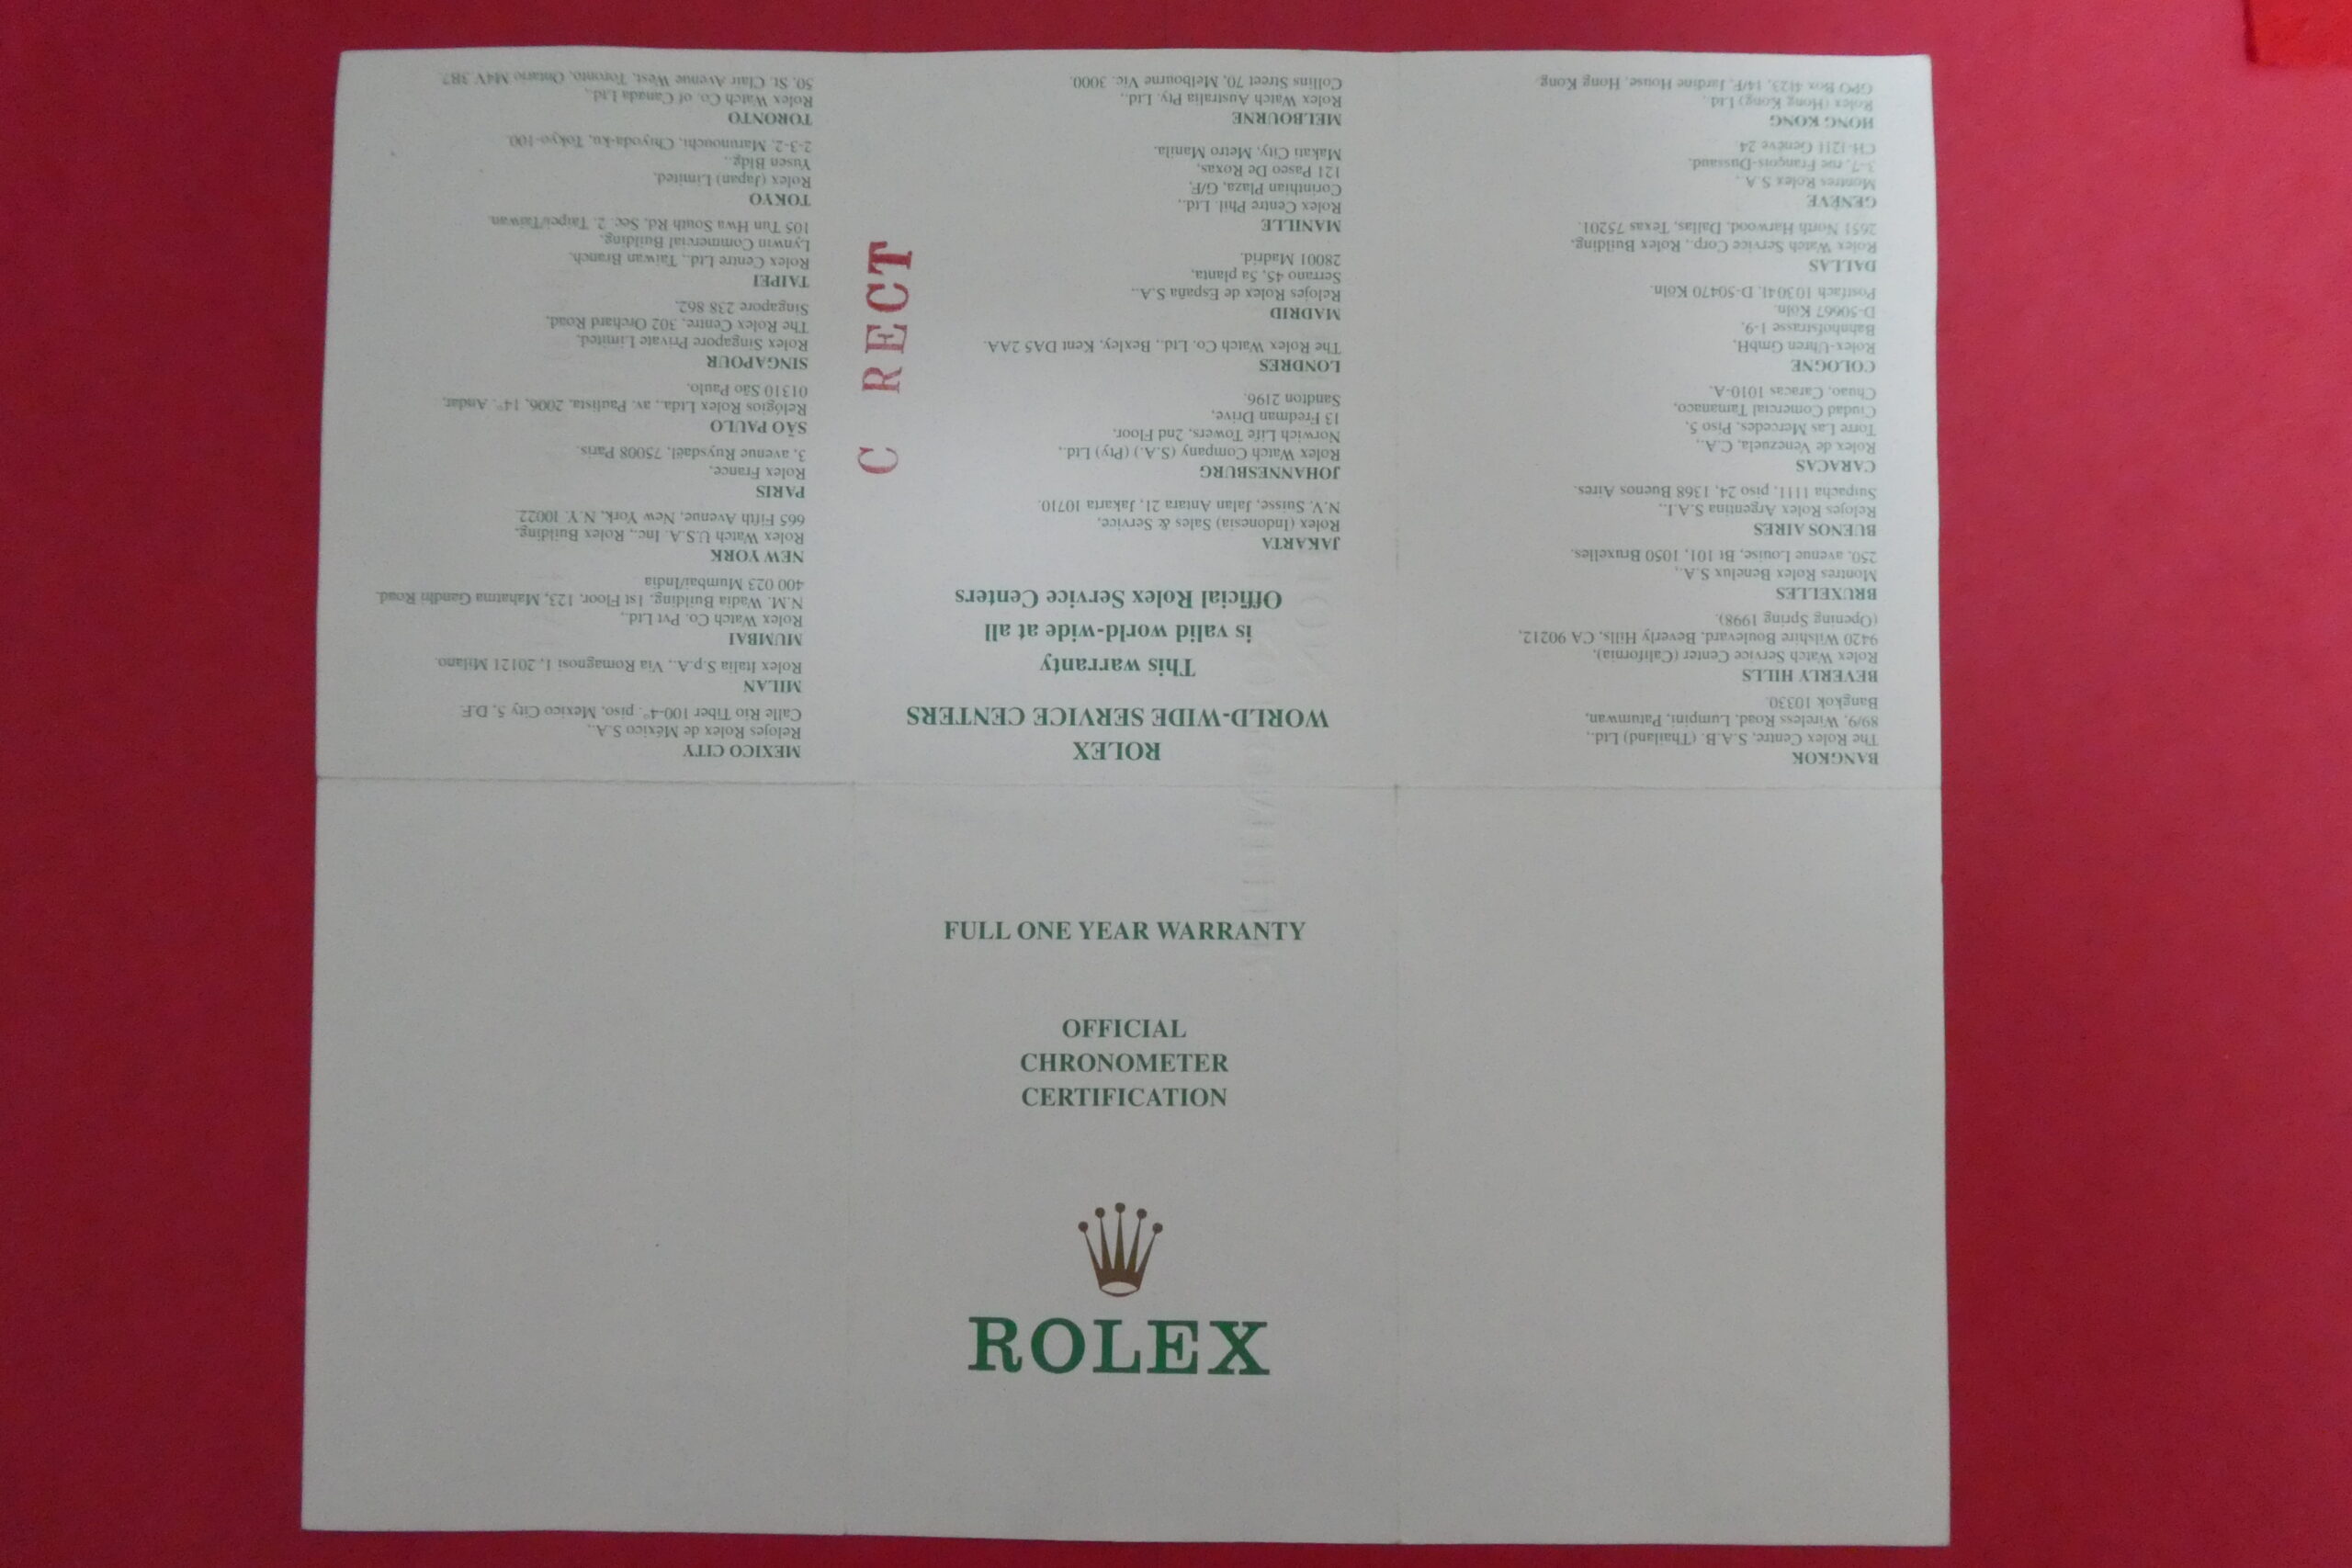 FULL ONE YEAR WARRANTY
OFFICIAL
CHRONOMETER
CERTIFICATION
ROLEX
ROLEX
WORLD-WIDE SERVICE CENTERS
This warranty
is valid world-wide at all
Official Rolex Service Centers
BANGKOK
The Rolex Centre, S.A.B. (Thailand) Ltd.,
89/9, Wireless Road, Lumpini, Patumwan,
Bangkok 10330.
BEVERLY HILLS
Rolex Watch Service Center (California),
9420 Wilshire Boulevard, Beverly Hills, CA 90212,
(Opening Spring 1998).
BRUXELLES
Montres Rolex Benelux S.A.,
250, avenue Louise, Bt 101, 1050 Bruxelles.
BUENOS AIRES
Relojes Rolex Argentina S.A.I.,
Suipacha 1111, piso 24, 1368 Buenos Aires.
CARACAS
Rolex de Venezuela, C.A.,
Torre Las Mercedes, Piso 5,
Ciudad Comercial Tamanaco,
Chuao, Caracas 1010-A.
COLOGNE
Rolex-Uhren GmbH,
Bahnhofstrasse 1-9,
D-50667 Köln.
Postfach 103041, D-50470 Köln.
DALLAS
Rolex Watch Service Corp., Rolex Building,
2651 North Harwood, Dallas, Texas 75201.
GENÈVE
Montres Rolex S.A.,
3-7, rue François-Dussaud,
CH-1211 Genève 24.
HONG KONG
Rolex (Hong Kong) Ltd.,
GPO Box 4123, 14/F, Jardine House, Hong Kong.
JAKARTA
Rolex (Indonesia) Sales & Service,
N.V. Suisse, Jalan Antara 21, Jakarta 10710.
JOHANNESBURG
Rolex Watch Company (S.A.) (Pty) Ltd.,
Norwich Life Towers, 2nd Floor,
13 Fredman Drive,
Sandton 2196.
LONDRES
The Rolex Watch Co. Ltd., Bexley, Kent DA5 2AA.
MADRID
Relojes Rolex de España S.A.,
Serrano 45, 5a planta,
28001 Madrid.
MANILLE
Rolex Centre Phil. Ltd.,
Corinthian Plaza, G/F,
121 Paseo De Roxas,
Makati City, Metro Manila.
MELBOURNE
Rolex Watch Australia Pty. Ltd.,
Collins Street 70, Melbourne Vic. 3000.
MEXICO CITY
Relojes Rolex de México S.A.,
Calle Río Tiber 100-4°. piso, Mexico City 5, D.F.
MILAN
Rolex Italia S.p.A., Via Romagnosi 1, 20121 Milano.
MUMBAI
Rolex Watch Co. Pvt Ltd.,
N.M. Wadia Building, 1st Floor, 123, Mahatma Gandhi Road,
400 023 Mumbai/India
NEW YORK
Rolex Watch U.S.A. Inc., Rolex Building,
665 Fifth Avenue, New York, N.Y. 10022.
PARIS
Rolex France,
3, avenue Ruysdaël, 75008 Paris.
SÃO PAULO
Relógios Rolex Ltda., av. Paulista, 2006, 14°. Andar,
01310 São Paulo.
SINGAPOUR
Rolex Singapore Private Limited,
The Rolex Centre, 302 Orchard Road,
Singapore 238 862.
TAIPEI
Rolex Centre Ltd., Taiwan Branch,
Lynwin Commercial Building,
105 Tun Hwa South Rd, Sec. 2, Taipei/Taiwan.
TOKYO
Rolex (Japan) Limited,
Yusen Bldg.,
2-3-2, Marunouchi, Chiyoda-ku, Tokyo-100.
TORONTO
Rolex Watch Co. of Canada Ltd.,
50, St. Clair Avenue West, Toronto, Ontario M4V 3B7.
C RECT